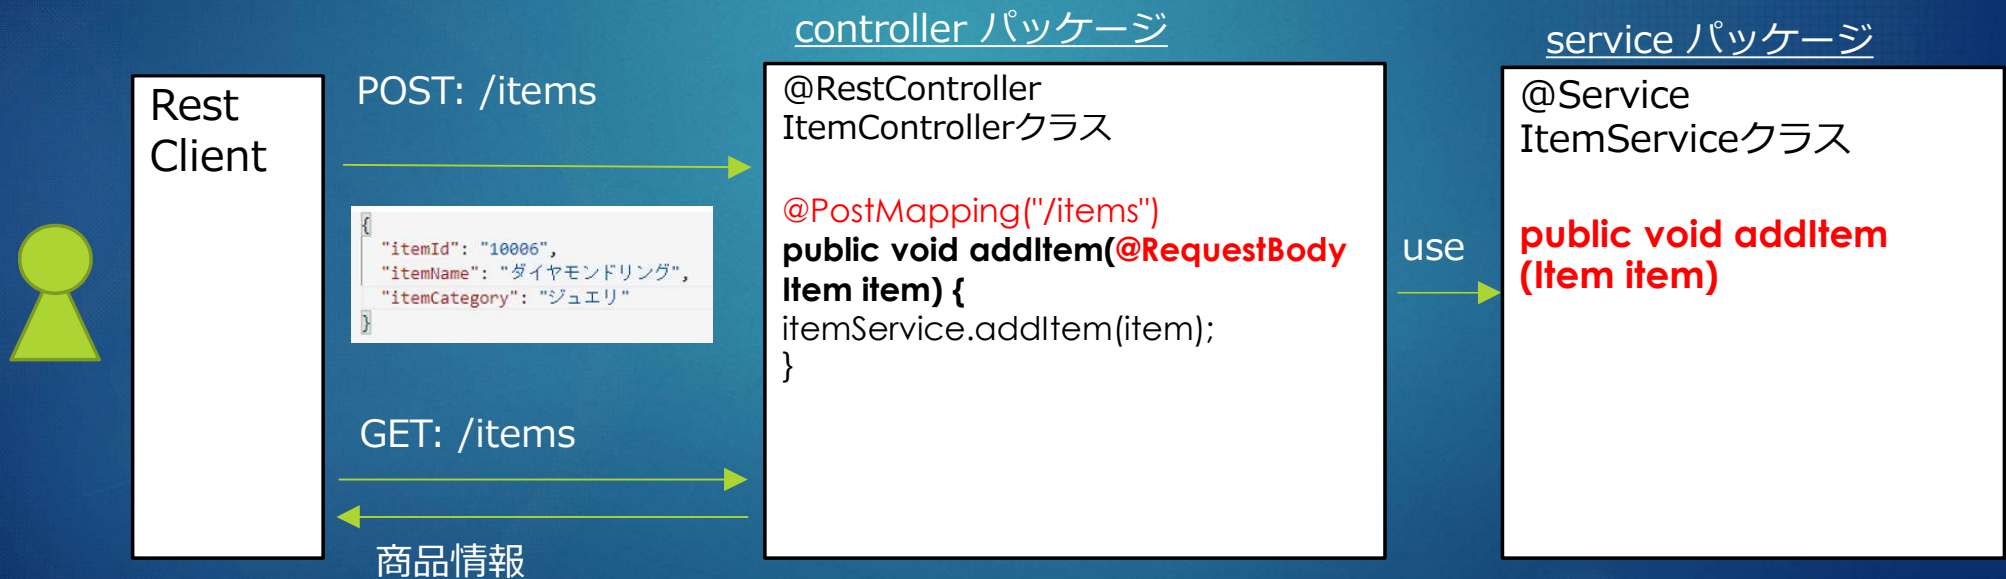 controller パッケージ
service パッケージ
Rest
Client
POST: /items
{
"itemId": "10006",
"itemName": "ダイヤモンドリング",
"itemCategory": "ジュエリ"
}
GET: /items
商品情報
@RestController
ItemControllerクラス
@PostMapping("/items")
public void addItem(@RequestBody
Item item) {
itemService.addItem(item);
}
use
@Service
ItemServiceクラス
public void addItem
(Item item)